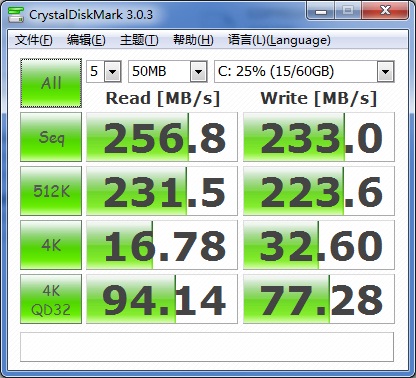 CrystalDiskMark 3.0.3
文件(F) 编辑(E) 主题(T) 帮助(H) 语言(L)(Language)
All 5 50MB C: 25% (15/60GB)
Read [MB/s] Write [MB/s]
Seq 256.8 233.0
512K 231.5 223.6
4K 16.78 32.60
4K QD32 94.14 77.28